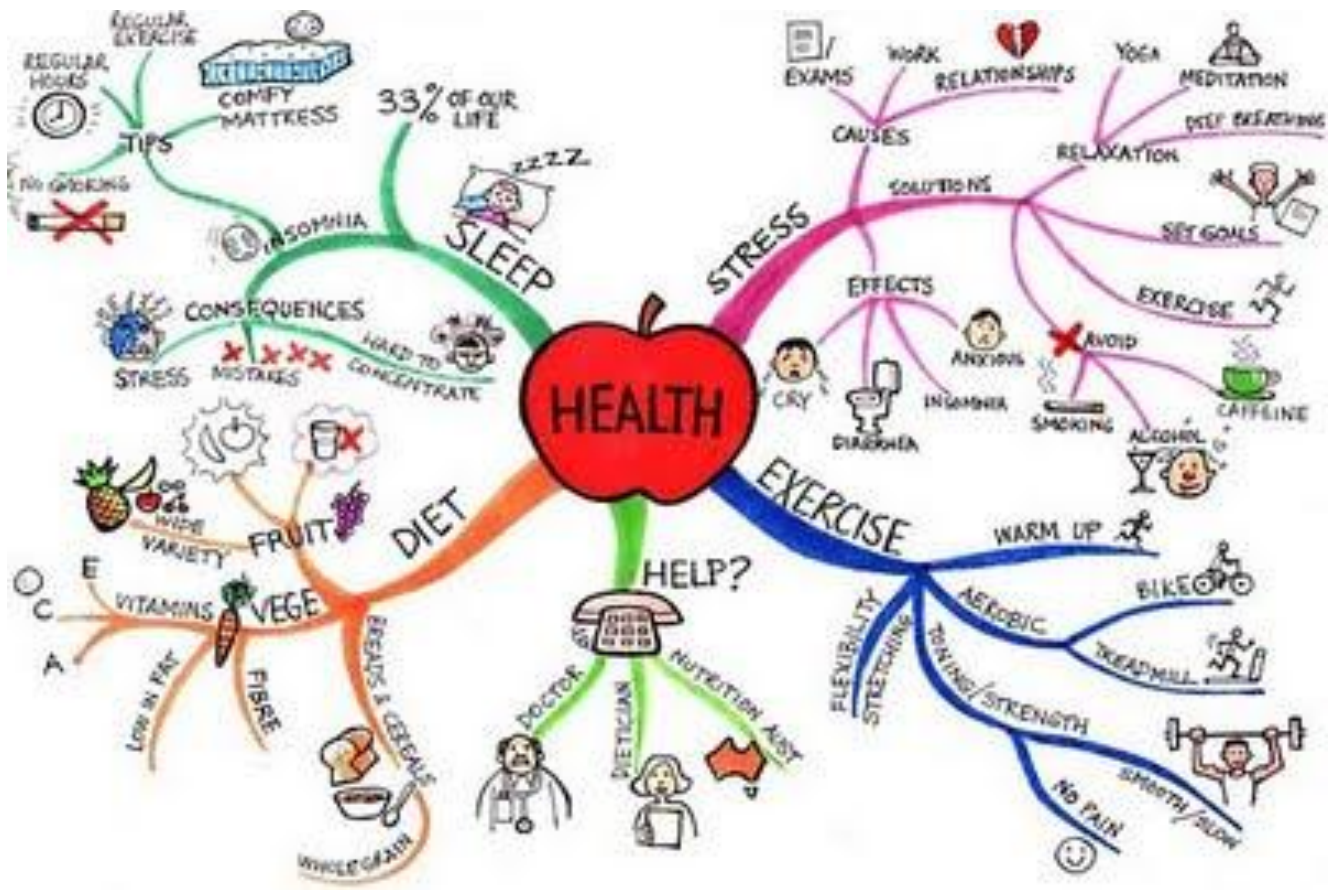 REGULAR
EXERCISE
REGULAR
HOURS
COMFY
MATTRESS
TIPS
NO SMOKING
33% OF OUR
LIFE
ZZZZ
INSOMNIA
SLEEP
CONSEQUENCES
STRESS
MISTAKES
HARD TO
CONCENTRATE
EXAMS
WORK
RELATIONSHIPS
CAUSES
YOGA
MEDITATION
DEEP BREATHING
RELAXATION
SOLUTIONS
STRESS
SET GOALS
EXERCISE
EFFECTS
CRY
DIARRHEA
INSOMNIA
ANXIOUS
AVOID
SMOKING
ALCOHOL
CAFFEINE
HEALTH
DIET
FRUIT
WIDE
VARIETY
VEGE
VITAMINS
E
C
A
LOW IN FAT
FIBRE
BREADS & CEREALS
WHOLEGRAIN
HELP?
DOCTOR
DIETICIAN
NUTRITION AUST
EXERCISE
WARM UP
AEROBIC
BIKE
TREADMILL
FLEXIBILITY
STRETCHING
TONING/STRENGTH
SMOOTH/SLOW
NO PAIN